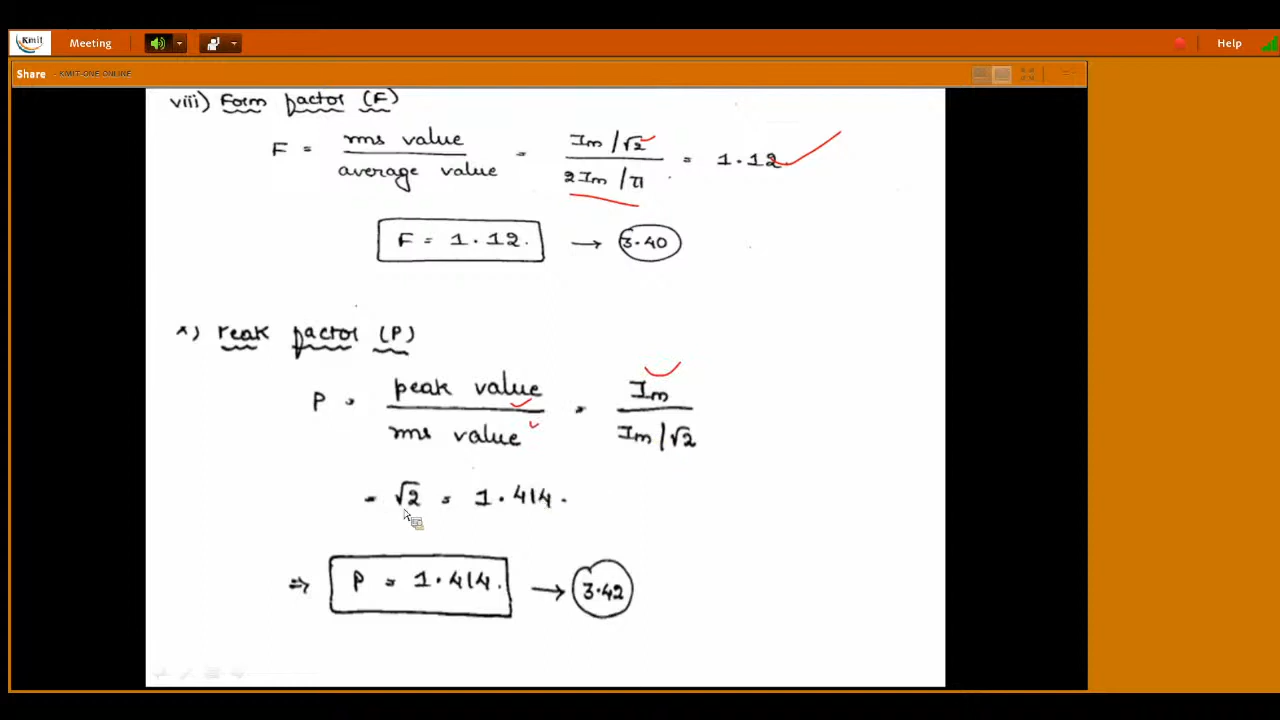 Kmit Meeting Help
Share - KMIT-ONE ONLINE
viii) Form factor (F)
F = rms value / average value = Im/√2 / 2Im/π = 1.12
F = 1.12. → 3.40
x) Peak factor (P)
P = peak value / rms value = Im / Im/√2
= √2 = 1.414.
⇒ P = 1.414. → 3.42